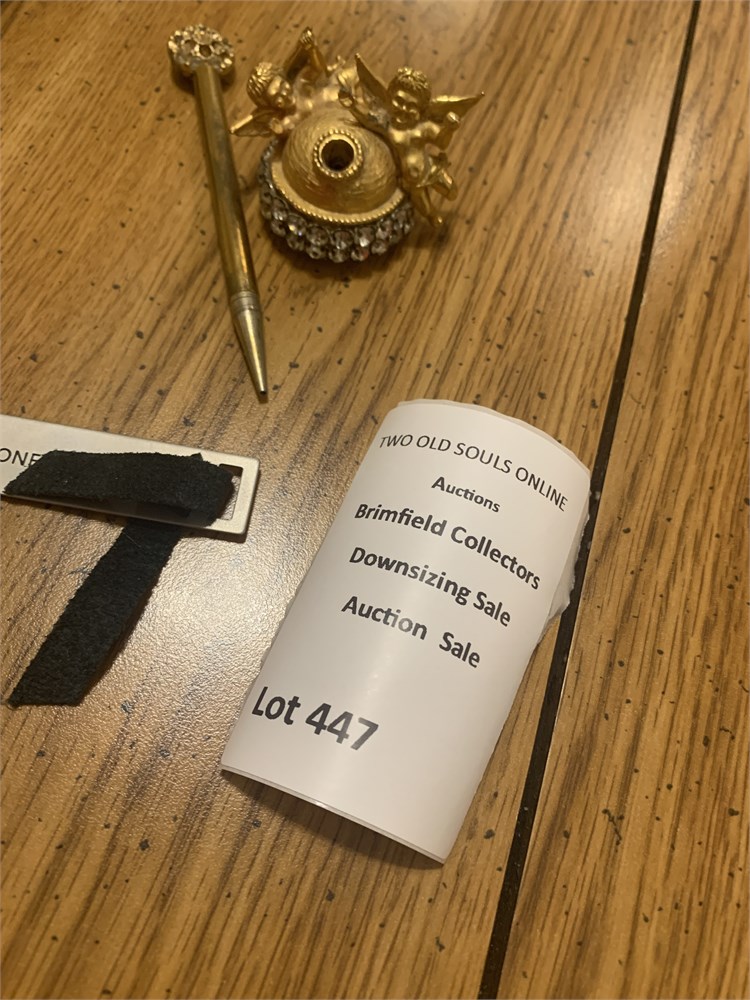 TWO OLD SOULS ONLINE
Auctions
Brimfield Collectors
Downsizing Sale
Auction Sale
Lot 447